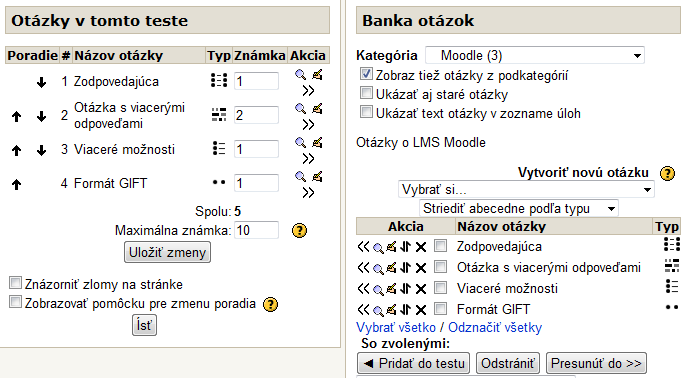 Otázky v tomto teste
Poradie # Názov otázky Typ Známka Akcia
1 Zodpovedajúca 1
2 Otázka s viacerými odpoveďami 2
3 Viaceré možnosti 1
4 Formát GIFT 1
Spolu: 5
Maximálna známka: 10
Uložiť zmeny
Znázorniť zlomy na stránke
Zobrazovať pomôcku pre zmenu poradia
Ísť
Banka otázok
Kategória Moodle (3)
Zobraz tiež otázky z podkategórií
Ukázať aj staré otázky
Ukázať text otázky v zozname úloh
Otázky o LMS Moodle
Vytvoriť novú otázku
Vybrať si...
Striediť abecedne podľa typu
Akcia Názov otázky Typ
Zodpovedajúca
Otázka s viacerými odpoveďami
Viaceré možnosti
Formát GIFT
Vybrať všetko / Odznačiť všetky
So zvolenými:
◄ Pridať do testu Odstrániť Presunúť do >>